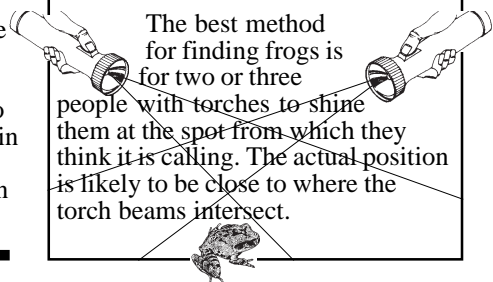 The best method
for finding frogs is
for two or three
people with torches to shine
them at the spot from which they
think it is calling. The actual position
is likely to be close to where the
torch beams intersect.